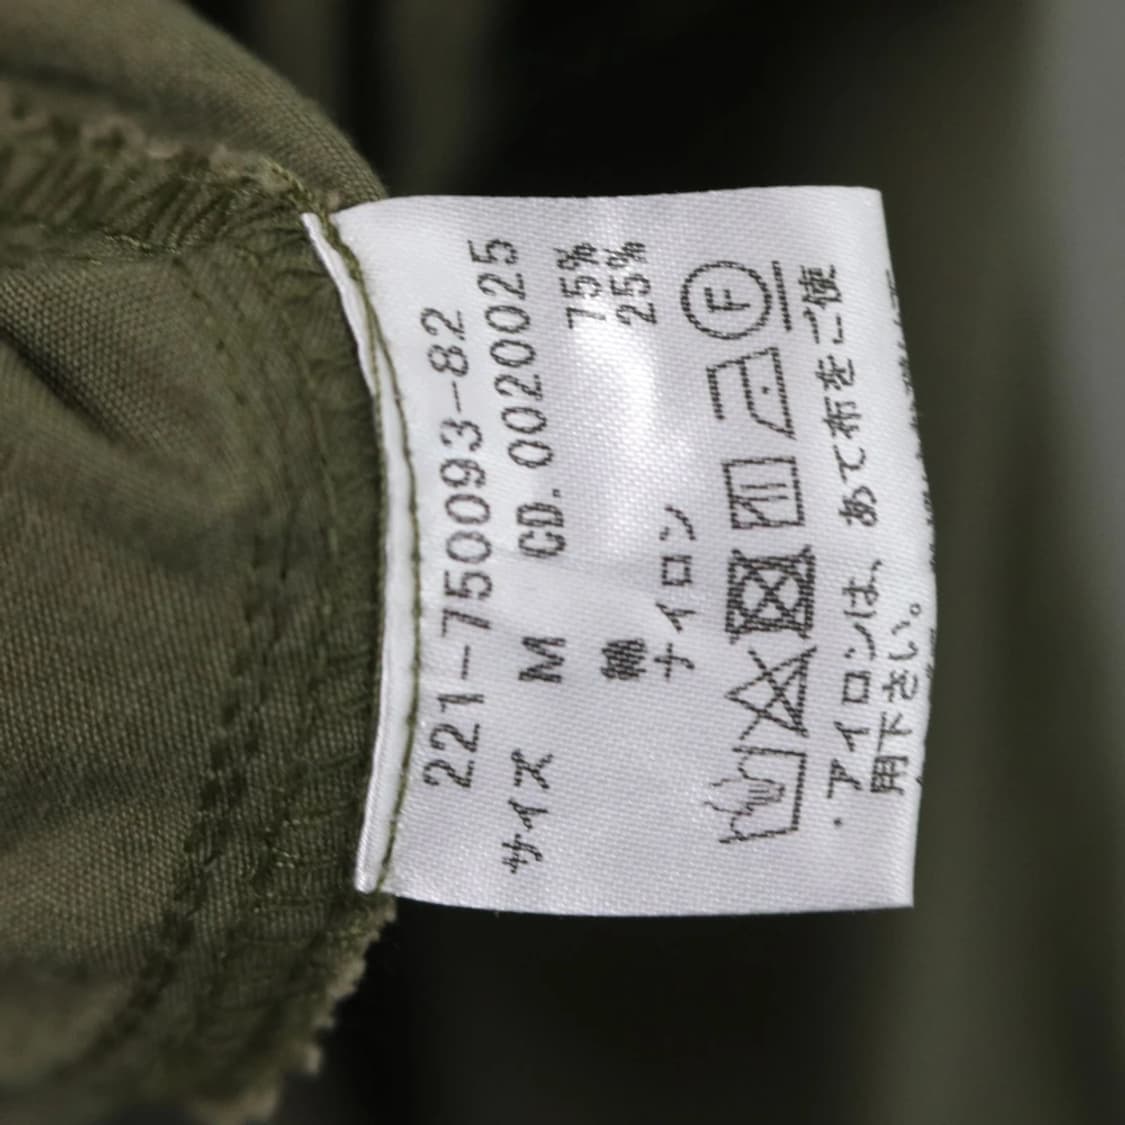 221-750093-82
サイズ M CD. 0020025
綿 75%
ナイロン 25%
F
・アイロンは、あて布をご使
用下さい。